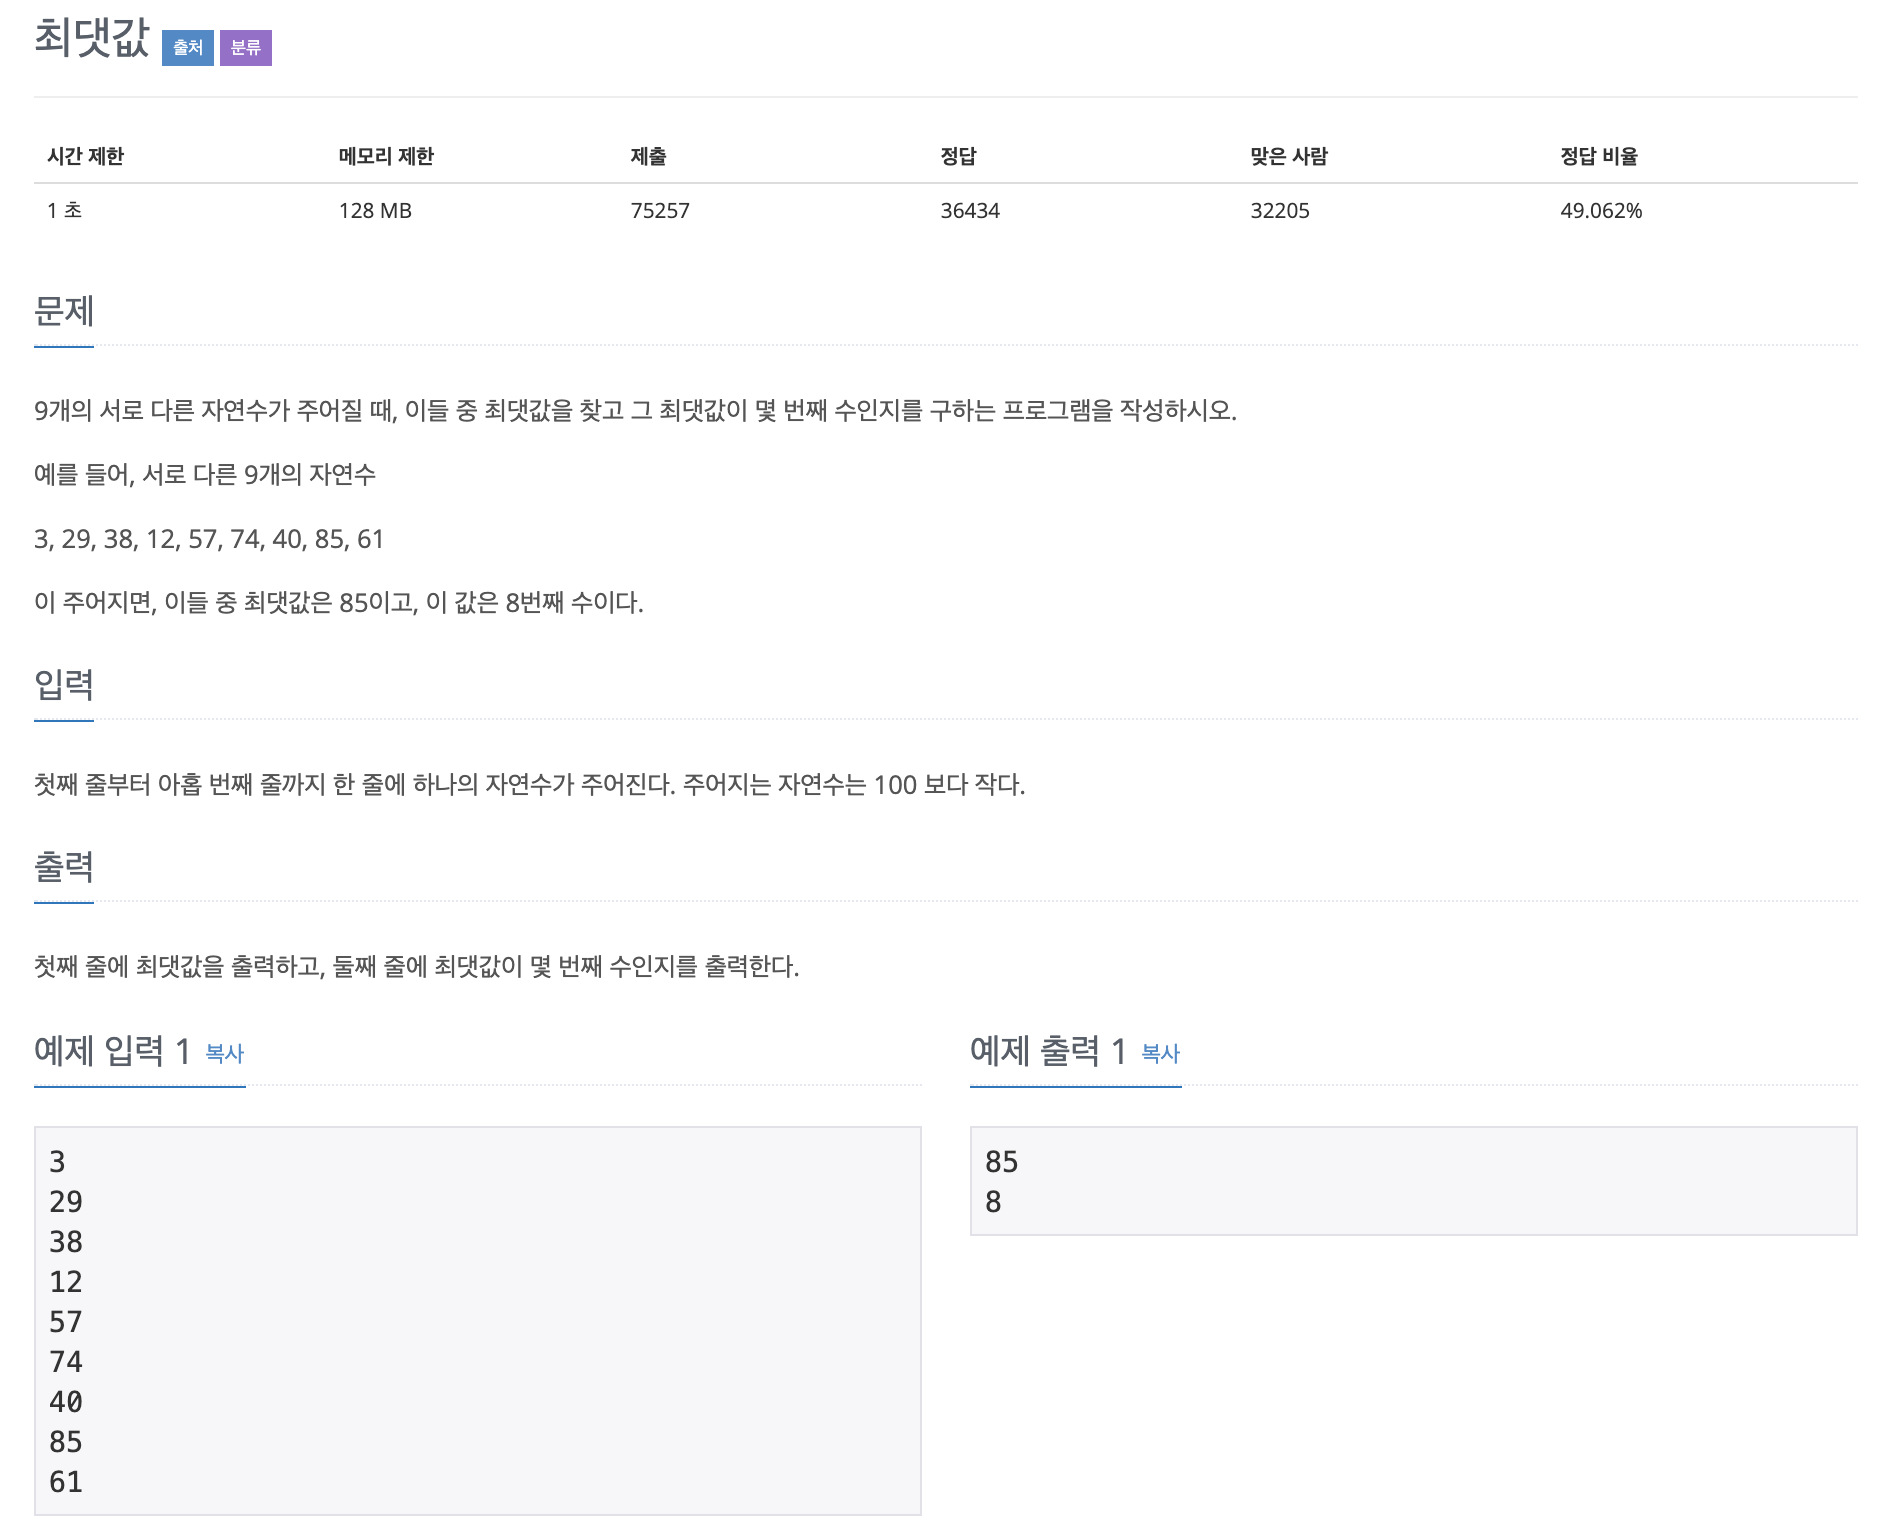 최댓값 출처 분류
시간 제한 메모리 제한 제출 정답 맞은 사람 정답 비율
1 초 128 MB 75257 36434 32205 49.062%
문제
9개의 서로 다른 자연수가 주어질 때, 이들 중 최댓값을 찾고 그 최댓값이 몇 번째 수인지를 구하는 프로그램을 작성하시오.
예를 들어, 서로 다른 9개의 자연수
3, 29, 38, 12, 57, 74, 40, 85, 61
이 주어지면, 이들 중 최댓값은 85이고, 이 값은 8번째 수이다.
입력
첫째 줄부터 아홉 번째 줄까지 한 줄에 하나의 자연수가 주어진다. 주어지는 자연수는 100 보다 작다.
출력
첫째 줄에 최댓값을 출력하고, 둘째 줄에 최댓값이 몇 번째 수인지를 출력한다.
예제 입력 1 복사
3
29
38
12
57
74
40
85
61
예제 출력 1 복사
85
8